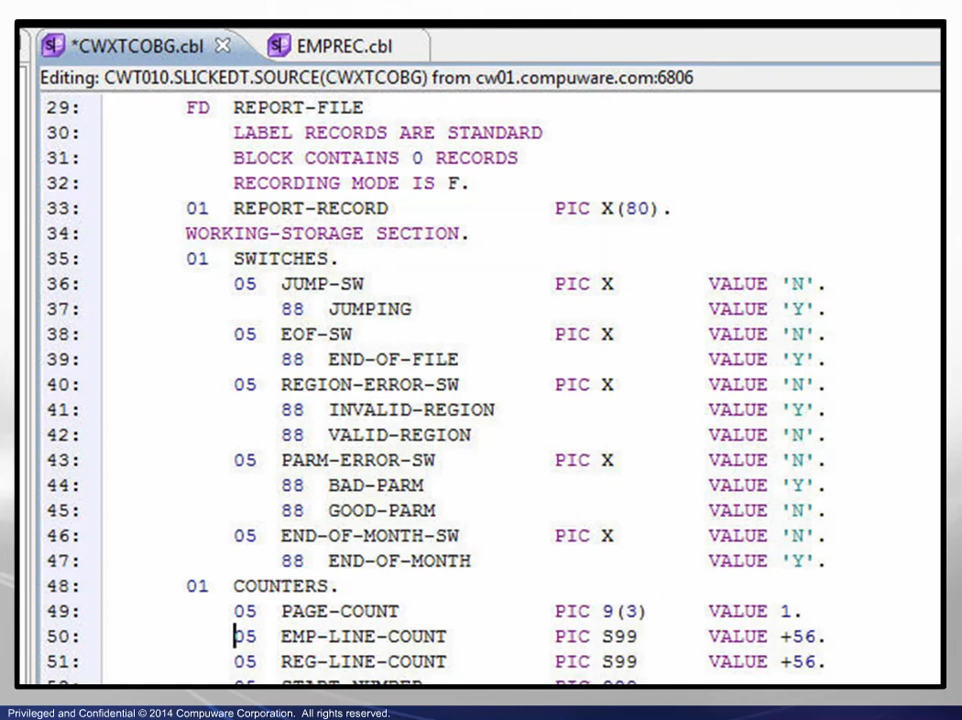 *CWXTCOBG.cbl EMPREC.cbl
Editing: CWT010.SLICKEDT.SOURCE(CWXTCOBG) from cw01.compuware.com:6806
29: FD REPORT-FILE
30: LABEL RECORDS ARE STANDARD
31: BLOCK CONTAINS 0 RECORDS
32: RECORDING MODE IS F.
33: 01 REPORT-RECORD PIC X(80).
34: WORKING-STORAGE SECTION.
35: 01 SWITCHES.
36: 05 JUMP-SW PIC X VALUE 'N'.
37: 88 JUMPING VALUE 'Y'.
38: 05 EOF-SW PIC X VALUE 'N'.
39: 88 END-OF-FILE VALUE 'Y'.
40: 05 REGION-ERROR-SW PIC X VALUE 'N'.
41: 88 INVALID-REGION VALUE 'Y'.
42: 88 VALID-REGION VALUE 'N'.
43: 05 PARM-ERROR-SW PIC X VALUE 'N'.
44: 88 BAD-PARM VALUE 'Y'.
45: 88 GOOD-PARM VALUE 'N'.
46: 05 END-OF-MONTH-SW PIC X VALUE 'N'.
47: 88 END-OF-MONTH VALUE 'Y'.
48: 01 COUNTERS.
49: 05 PAGE-COUNT PIC 9(3) VALUE 1.
50: 05 EMP-LINE-COUNT PIC S99 VALUE +56.
51: 05 REG-LINE-COUNT PIC S99 VALUE +56.
Privileged and Confidential © 2014 Compuware Corporation. All rights reserved.